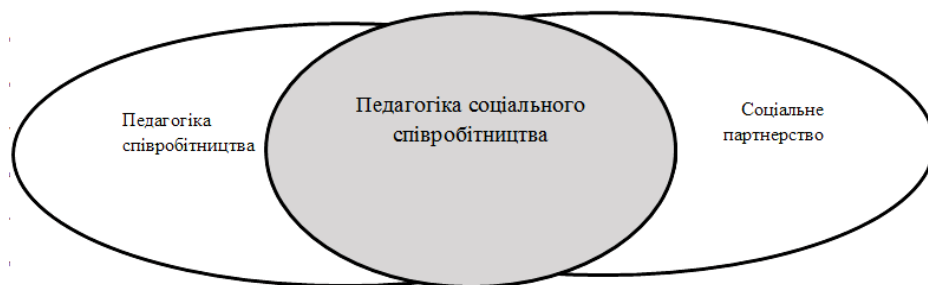 Педагогіка
співробітництва
Педагогіка соціального
співробітництва
Соціальне
партнерство